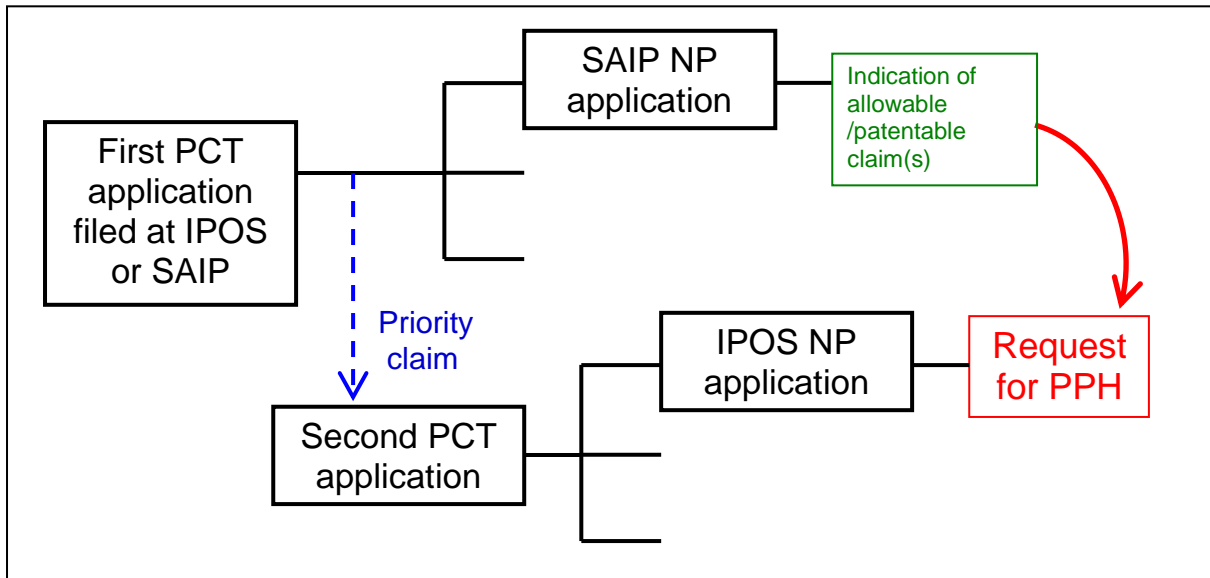 SAIP NP
application
Indication of
allowable
/patentable
claim(s)
First PCT
application
filed at IPOS
or SAIP
Priority
claim
IPOS NP
application
Request
for PPH
Second PCT
application